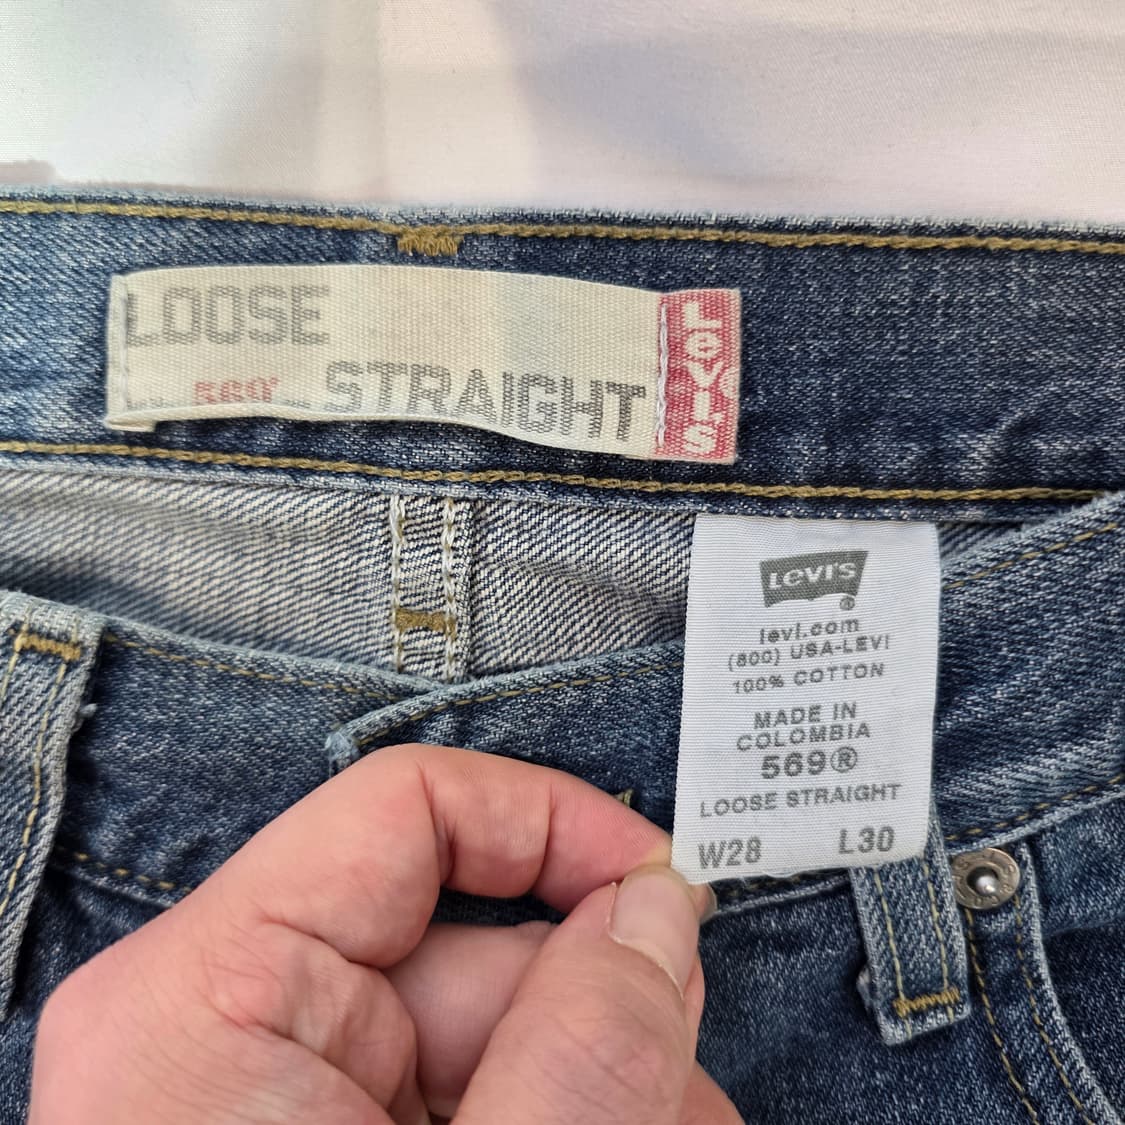 LOOSE
569
STRAIGHT
Levi's
LEVI'S
®
levi.com
(800) USA-LEVI
100% COTTON
MADE IN
COLOMBIA
569®
LOOSE STRAIGHT
W28 L30